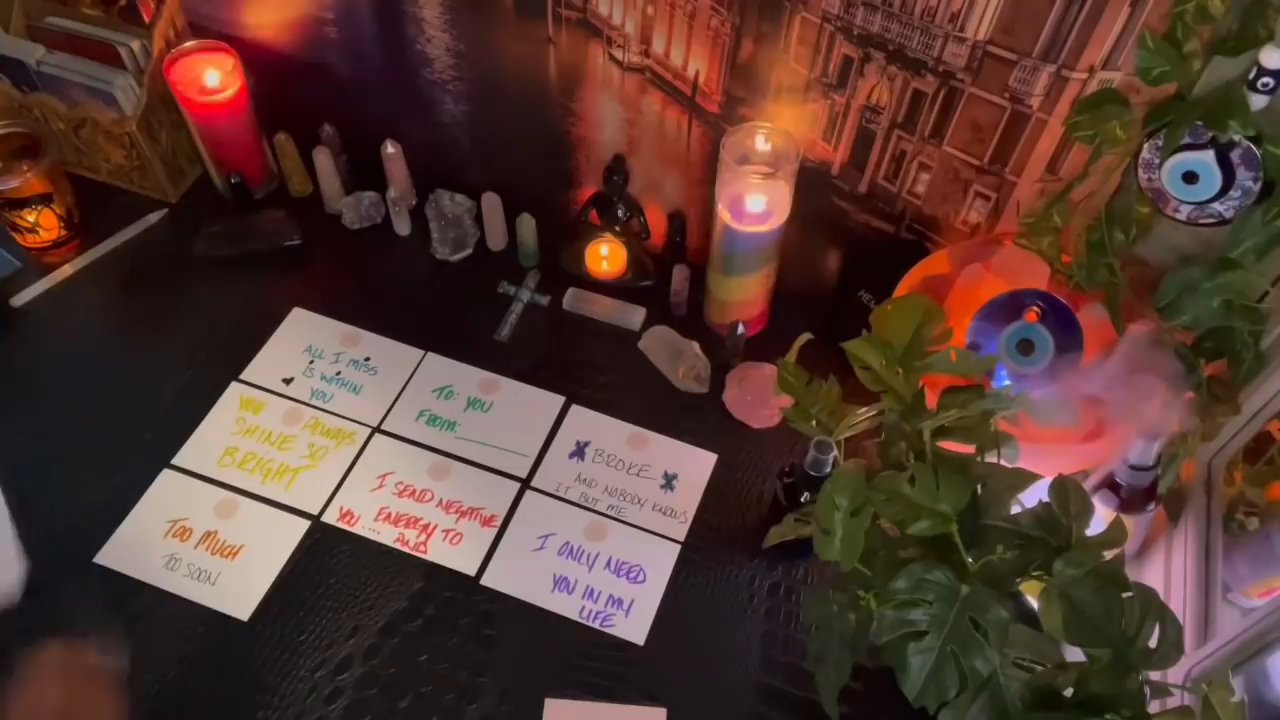 ALL I MISS
IS WITHIN
YOU
TO: YOU
FROM:
YOU ALWAYS
SHINE SO
BRIGHT
BROKE
AND NOBODY KNOWS
IT BUT ME
I SEND NEGATIVE
YOU... ENERGY TO
AND
TOO MUCH
TOO SOON
I ONLY NEED
YOU IN MY
LIFE